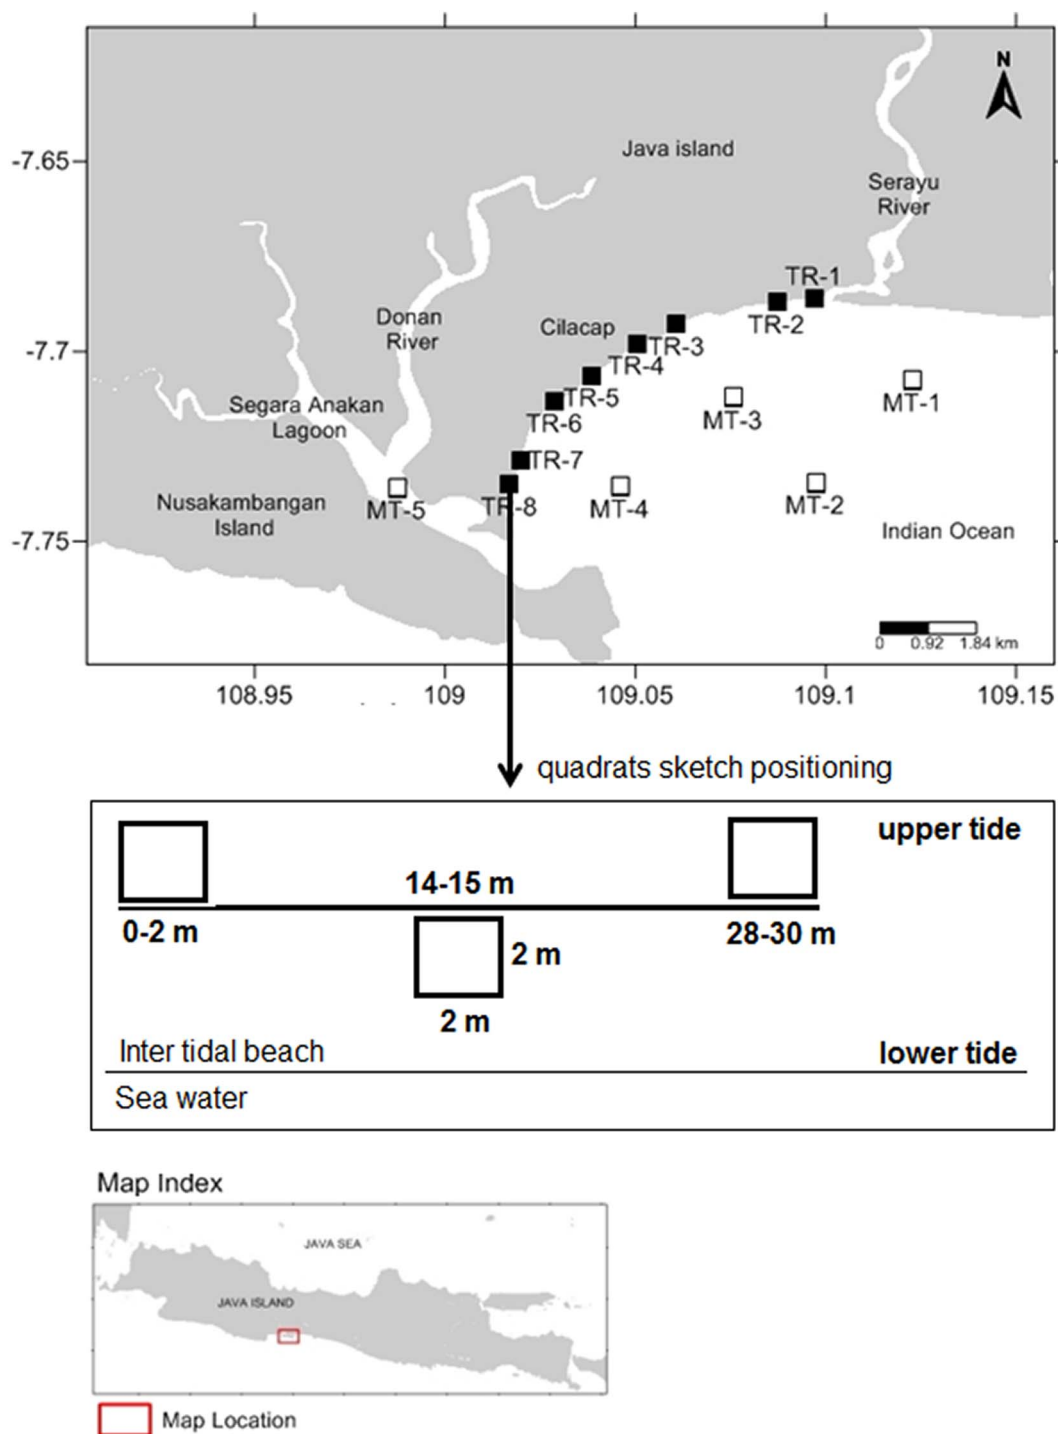 N
-7.65
Java island
Serayu
River
TR-1
TR-2
Donan
River
Cilacap
TR-3
-7.7
TR-4
TR-5
MT-1
MT-3
Segara Anakan
Lagoon
TR-6
TR-7
Nusakambangan
Island
MT-5
TR-8
MT-4
MT-2
Indian Ocean
-7.75
0 0.92 1.84 km
108.95 109 109.05 109.1 109.15
quadrats sketch positioning
upper tide
14-15 m
0-2 m
28-30 m
2 m
2 m
Inter tidal beach
lower tide
Sea water
Map Index
JAVA SEA
JAVA ISLAND
Map Location